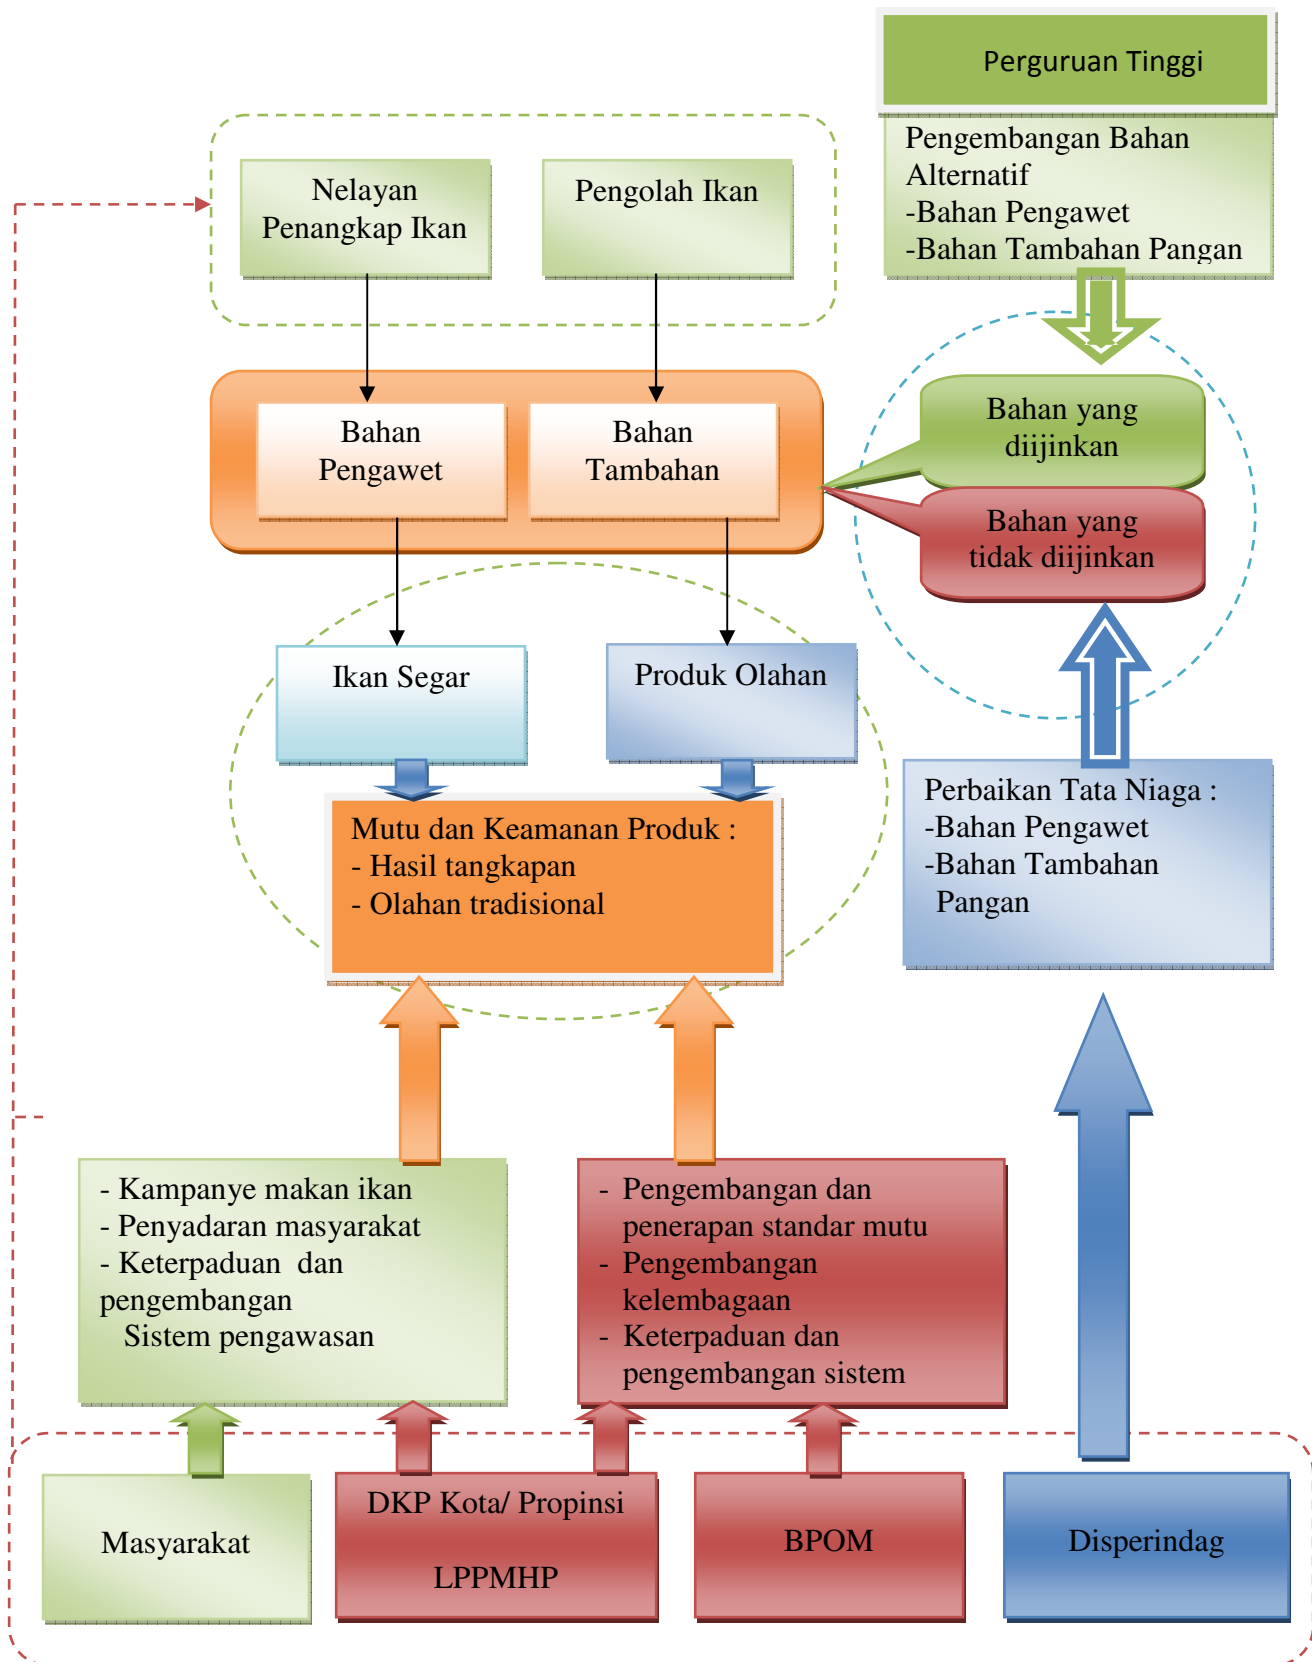 Perguruan Tinggi
Pengembangan Bahan
Alternatif
-Bahan Pengawet
-Bahan Tambahan Pangan
Nelayan
Penangkap Ikan
Pengolah Ikan
Bahan
Pengawet
Bahan
Tambahan
Bahan yang
diijinkan
Bahan yang
tidak diijinkan
Ikan Segar
Produk Olahan
Mutu dan Keamanan Produk :
- Hasil tangkapan
- Olahan tradisional
Perbaikan Tata Niaga :
-Bahan Pengawet
-Bahan Tambahan
Pangan
- Kampanye makan ikan
- Penyadaran masyarakat
- Keterpaduan  dan
pengembangan
Sistem pengawasan
- Pengembangan dan
penerapan standar mutu
- Pengembangan
kelembagaan
- Keterpaduan dan
pengembangan sistem
Masyarakat
DKP Kota/ Propinsi
LPPMHP
BPOM
Disperindag